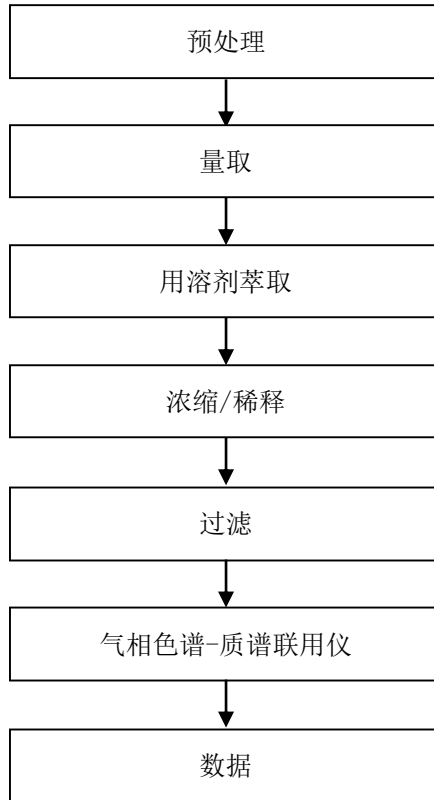 预处理
量取
用溶剂萃取
浓缩/稀释
过滤
气相色谱-质谱联用仪
数据